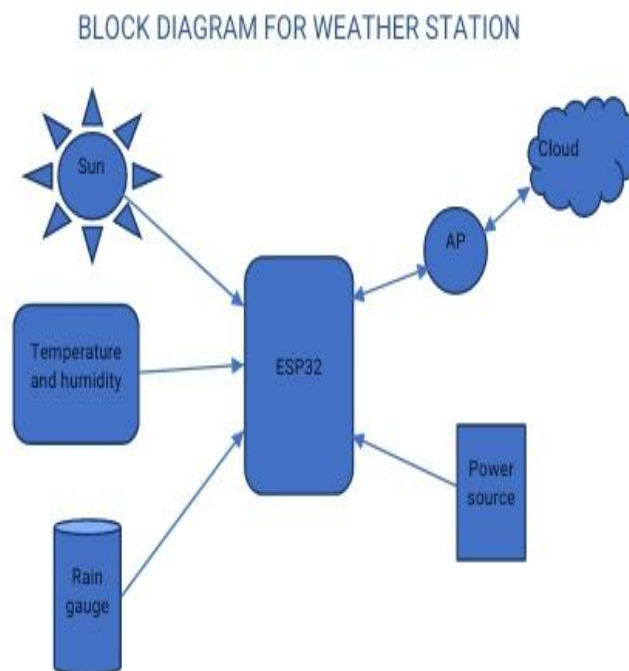 BLOCK DIAGRAM FOR WEATHER STATION
Sun
Cloud
AP
Temperature
and humidity
ESP32
Power
source
Rain
gauge